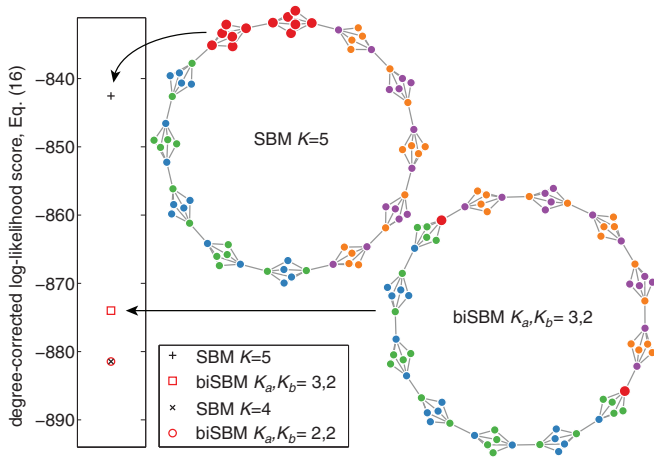 degree-corrected log-likelihood score, Eq. (16)
−840
−850
−860
−870
−880
−890
SBM K=5
biSBM Ka,Kb= 3,2
SBM K=5
biSBM Ka,Kb= 3,2
SBM K=4
biSBM Ka,Kb= 2,2